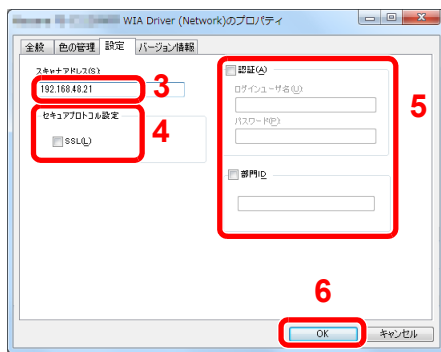 WIA Driver (Network)のプロパティ
全般 色の管理 設定 バージョン情報
スキャナアドレス(S):
192.168.48.21
3
セキュアプロトコル設定
4
SSL(L)
認証(A)
ログインユーザ名(U):
パスワード(P):
5
部門ID
6
OK キャンセル